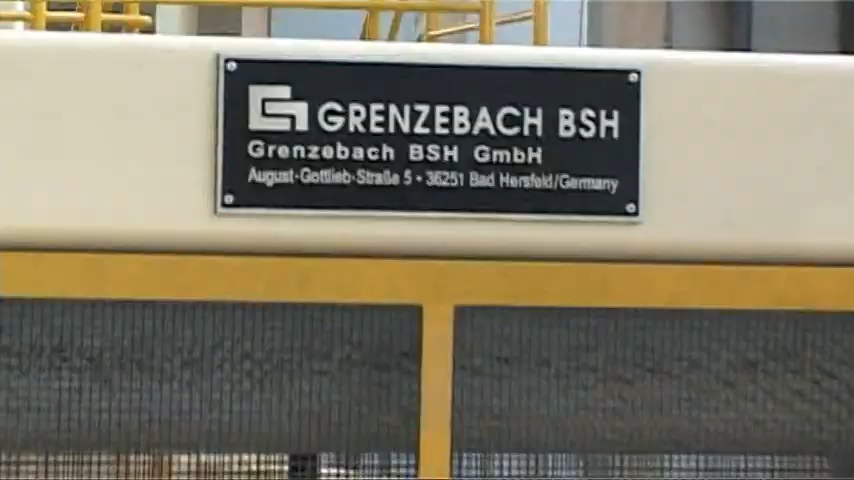 GRENZEBACH BSH
Grenzebach BSH GmbH
August-Gottlieb-Straße 5 • 36251 Bad Hersfeld/Germany